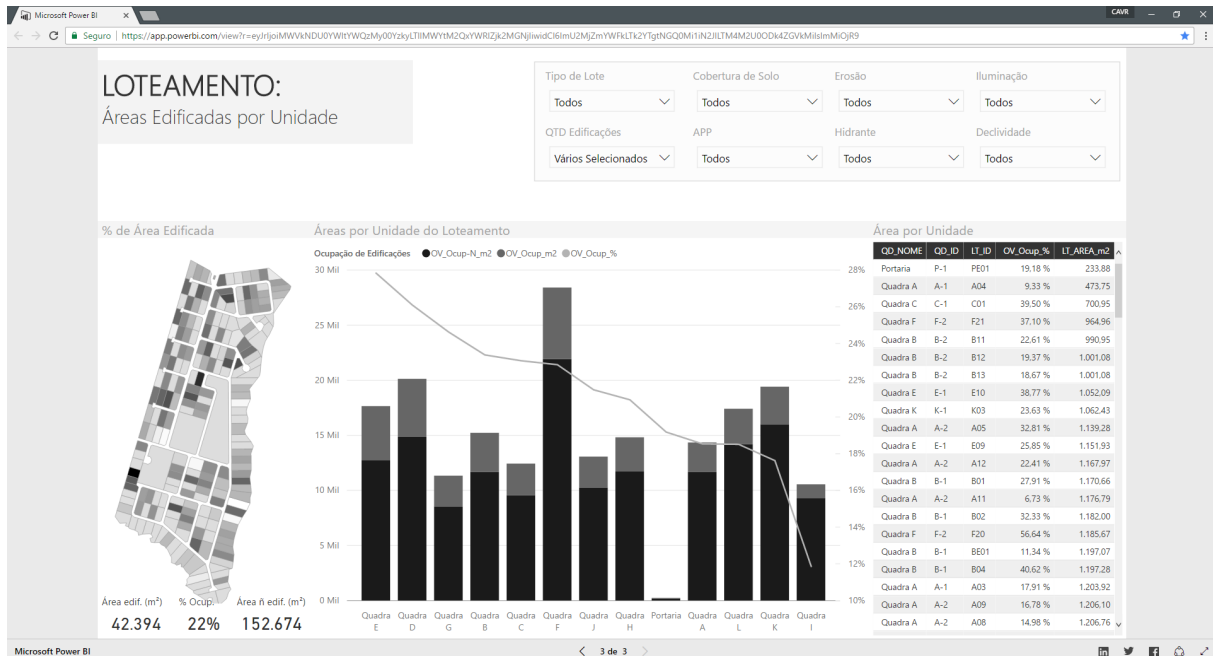 Microsoft Power BI
CAVR
Seguro
LOTEAMENTO:
Áreas Edificadas por Unidade
Tipo de Lote Cobertura de Solo Erosão Iluminação
Todos Todos Todos Todos
QTD Edificações APP Hidrante Declividade
Vários Selecionados Todos Todos Todos
% de Área Edificada
Áreas por Unidade do Loteamento
Ocupação de Edificações OV_Ocup-N_m2 OV_Ocup_m2 OV_Ocup_%
30 Mil
25 Mil
20 Mil
15 Mil
10 Mil
5 Mil
0 Mil
28%
26%
24%
22%
20%
18%
16%
14%
12%
10%
Quadra E
Quadra D
Quadra G
Quadra B
Quadra C
Quadra F
Quadra J
Quadra H
Portaria
Quadra A
Quadra L
Quadra K
Quadra I
Área edif. (m²) % Ocup. Área ñ edif. (m²)
42.394 22% 152.674
Área por Unidade
QD_NOME QD_ID LT_ID OV_Ocup_% LT_AREA_m2
Portaria P-1 PE01 19.18 % 233.88
Quadra A A-1 A04 9.33 % 473.75
Quadra C C-1 C01 39,50 % 700.95
Quadra F F-2 F21 37,10 % 964,96
Quadra B B-2 B11 22.61 % 990.95
Quadra B B-2 B12 19.37 % 1.001.08
Quadra B B-2 B13 18.67 % 1.001.08
Quadra E E-1 E10 38.77 % 1.052.09
Quadra K K-1 K03 23.63 % 1.062.43
Quadra A A-2 A05 32.81 % 1.139.28
Quadra E E-1 E09 25.85 % 1.151.93
Quadra A A-2 A12 22.41 % 1.167.97
Quadra B B-1 B01 27.91 % 1.170.66
Quadra A A-2 A11 6.73 % 1.176.79
Quadra B B-1 B02 32.33 % 1.182.00
Quadra F F-2 F20 56.64 % 1.185.67
Quadra B B-1 BE01 11.34 % 1.197.07
Quadra B B-1 B04 40.62 % 1.197.28
Quadra A A-1 A03 17.91 % 1.203.92
Quadra A A-2 A09 16.78 % 1.206.10
Quadra A A-2 A08 14.98 % 1.206.76
Microsoft Power BI
3 de 3